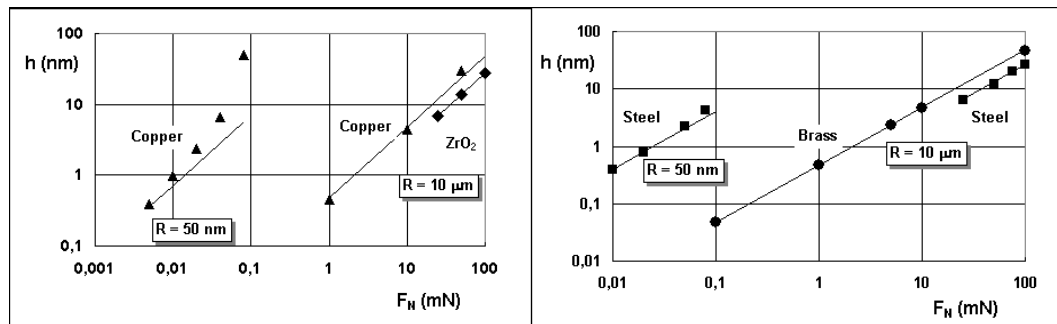 100
h (nm)
10
1
0,1
Copper
Copper
ZrO₂
R = 10 µm
R = 50 nm
0,001
0,01
0,1
1
10
100
F_N (mN)
100
h (nm)
10
1
0,1
0,01
Steel
Brass
Steel
R = 10 µm
R = 50 nm
0,01
0,1
1
10
100
F_N (mN)